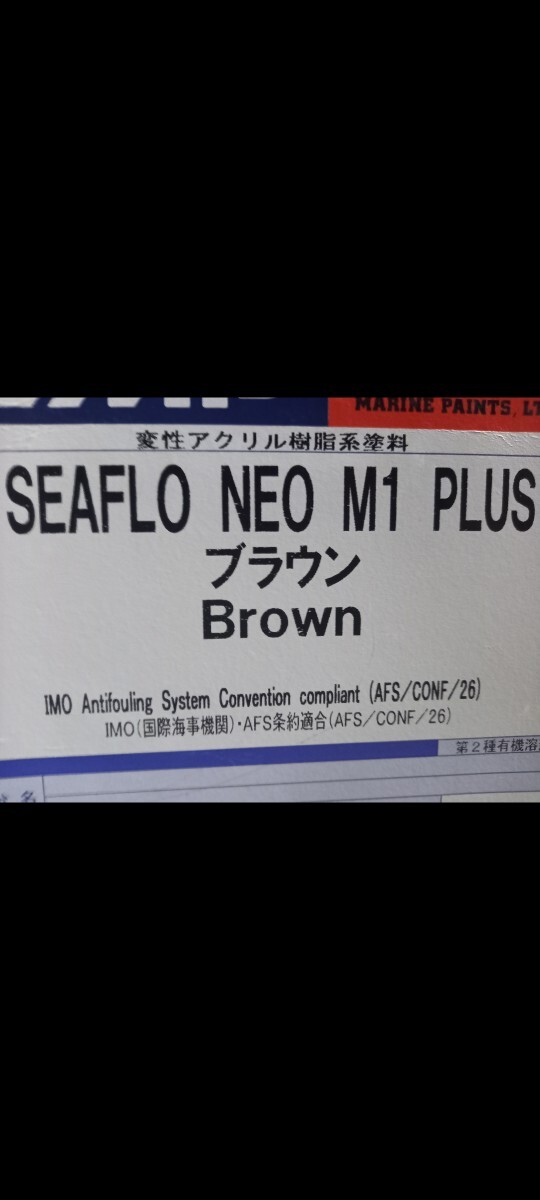 MARINE PAINTS, LT
変性アクリル樹脂系塗料
SEAFLO NEO M1 PLUS
ブラウン
Brown
IMO Antifouling System Convention compliant (AFS/CONF/26)
IMO(国際海事機関)・AFS条約適合(AFS/CONF/26)
第2種有機溶
名